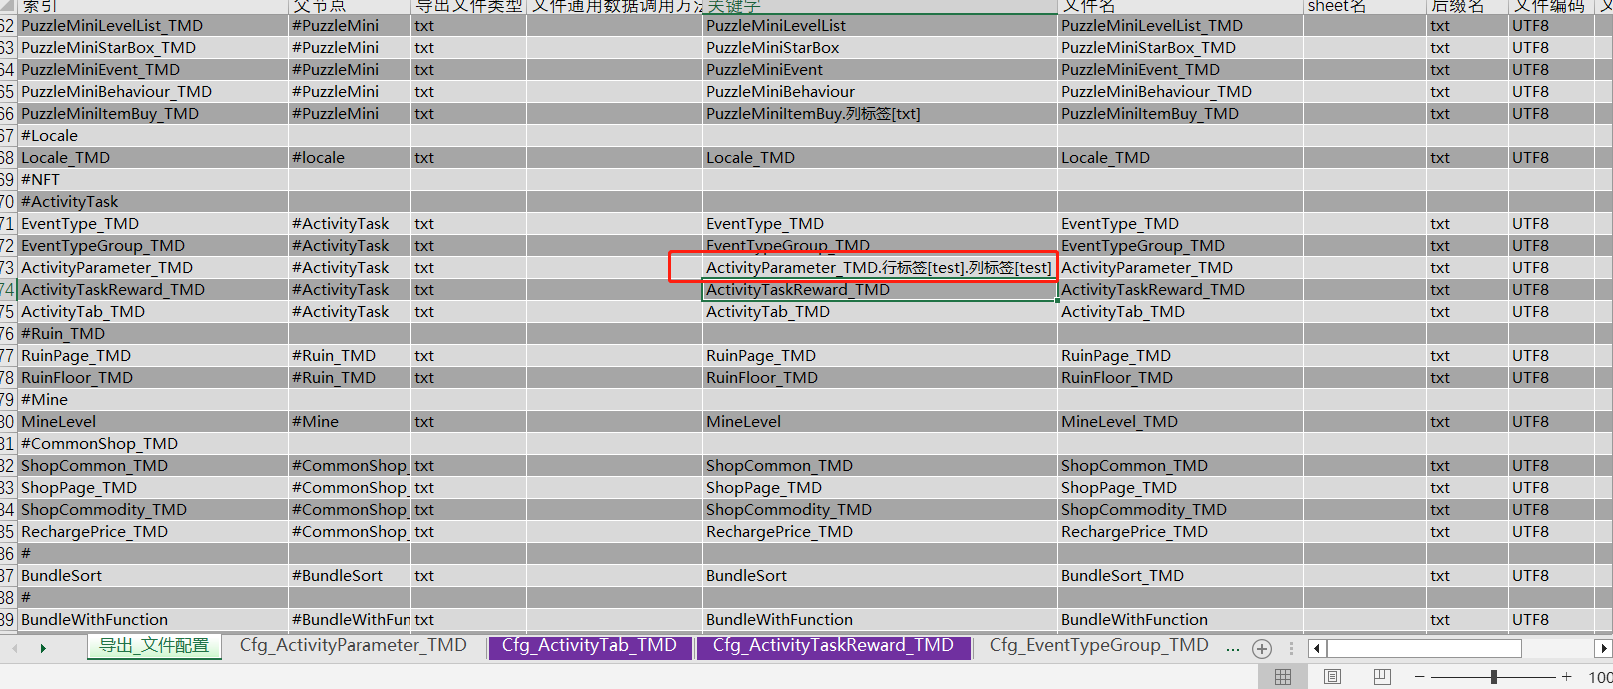 索引 父节点 导出文件类型 文件通用数据调用方法 关键字 文件名 sheet名 后缀名 文件编码
62 PuzzleMiniLevelList_TMD #PuzzleMini txt PuzzleMiniLevelList PuzzleMiniLevelList_TMD txt UTF8
63 PuzzleMiniStarBox_TMD #PuzzleMini txt PuzzleMiniStarBox PuzzleMiniStarBox_TMD txt UTF8
64 PuzzleMiniEvent_TMD #PuzzleMini txt PuzzleMiniEvent PuzzleMiniEvent_TMD txt UTF8
65 PuzzleMiniBehaviour_TMD #PuzzleMini txt PuzzleMiniBehaviour PuzzleMiniBehaviour_TMD txt UTF8
66 PuzzleMiniItemBuy_TMD #PuzzleMini txt PuzzleMiniItemBuy.列标签[txt] PuzzleMiniItemBuy_TMD txt UTF8
67 #Locale
68 Locale_TMD #locale txt Locale_TMD Locale_TMD txt UTF8
69 #NFT
70 #ActivityTask
71 EventType_TMD #ActivityTask txt EventType_TMD EventType_TMD txt UTF8
72 EventTypeGroup_TMD #ActivityTask txt EventTypeGroup_TMD EventTypeGroup_TMD txt UTF8
73 ActivityParameter_TMD #ActivityTask txt ActivityParameter_TMD.行标签[test].列标签[test] ActivityParameter_TMD txt UTF8
74 ActivityTaskReward_TMD #ActivityTask txt ActivityTaskReward_TMD ActivityTaskReward_TMD txt UTF8
75 ActivityTab_TMD #ActivityTask txt ActivityTab_TMD ActivityTab_TMD txt UTF8
76 #Ruin_TMD
77 RuinPage_TMD #Ruin_TMD txt RuinPage_TMD RuinPage_TMD txt UTF8
78 RuinFloor_TMD #Ruin_TMD txt RuinFloor_TMD RuinFloor_TMD txt UTF8
79 #Mine
80 MineLevel #Mine txt MineLevel MineLevel_TMD txt UTF8
81 #CommonShop_TMD
82 ShopCommon_TMD #CommonShop_ txt ShopCommon_TMD ShopCommon_TMD txt UTF8
83 ShopPage_TMD #CommonShop_ txt ShopPage_TMD ShopPage_TMD txt UTF8
84 ShopCommodity_TMD #CommonShop_ txt ShopCommodity_TMD ShopCommodity_TMD txt UTF8
85 RechargePrice_TMD #CommonShop_ txt RechargePrice_TMD RechargePrice_TMD txt UTF8
86 #
87 BundleSort #BundleSort txt BundleSort BundleSort_TMD txt UTF8
88 #
89 BundleWithFunction #BundleWithFun txt BundleWithFunction BundleWithFunction txt UTF8
导出_文件配置 Cfg_ActivityParameter_TMD Cfg_ActivityTab_TMD Cfg_ActivityTaskReward_TMD Cfg_EventTypeGroup_TMD ...
100